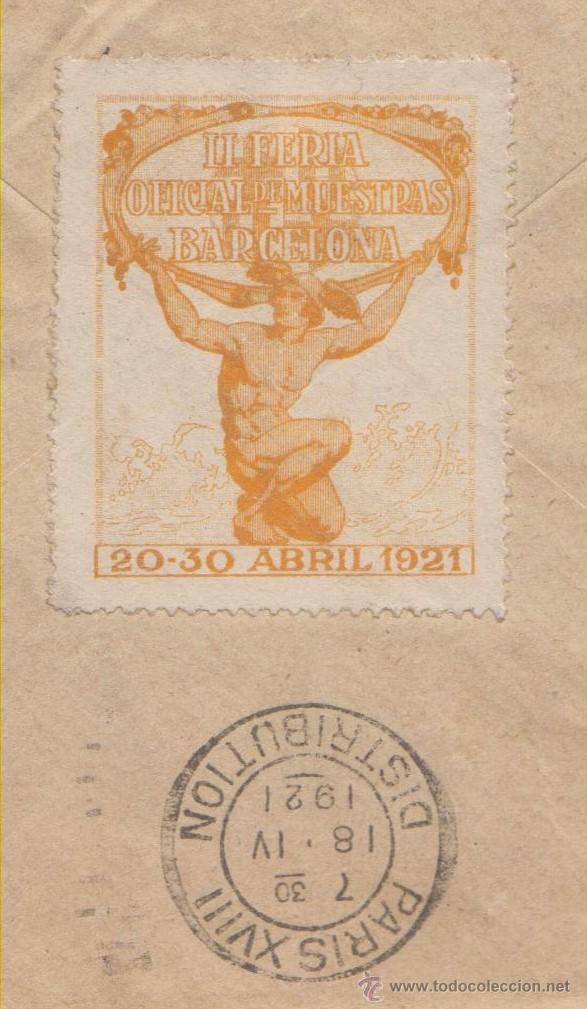 II FERIA
OFICIAL DE MUESTRAS
BARCELONA
20-30 ABRIL 1921
PARIS XVIII
7 30
18 · IV
1921
DISTRIBUTION
www.todocoleccion.net